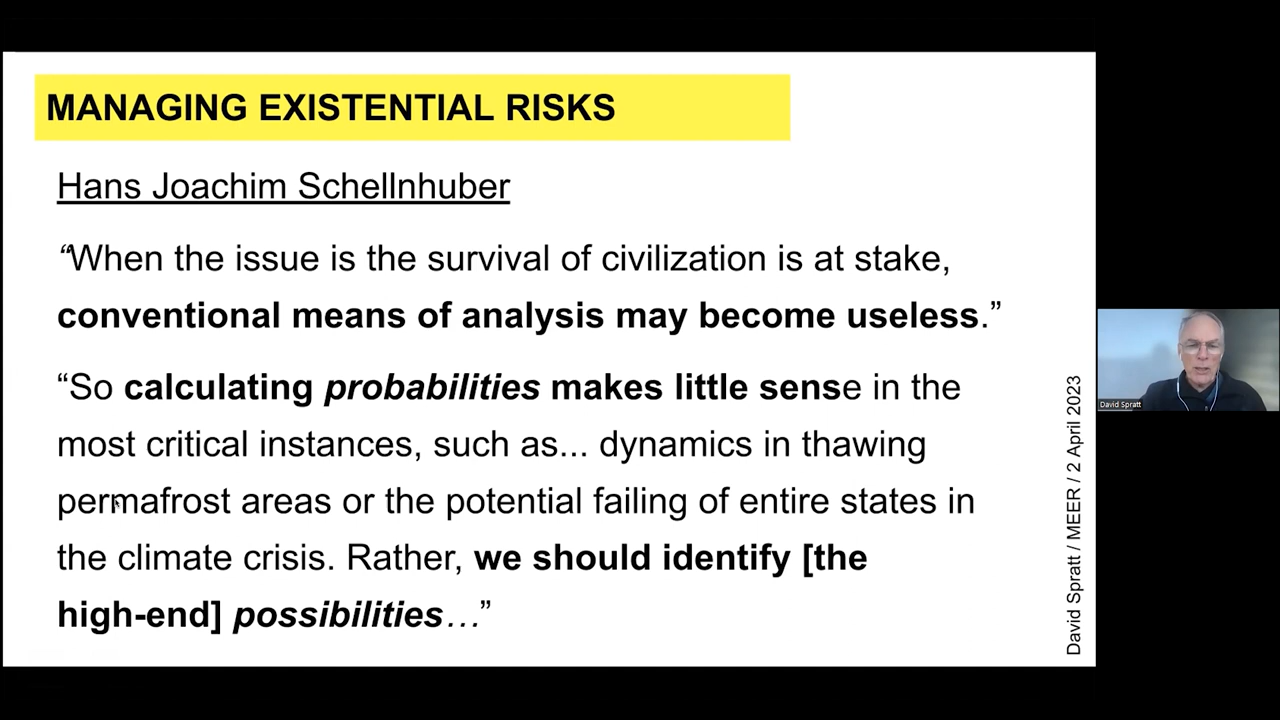 MANAGING EXISTENTIAL RISKS
Hans Joachim Schellnhuber
“When the issue is the survival of civilization is at stake,
conventional means of analysis may become useless.”
“So calculating probabilities makes little sense in the
most critical instances, such as... dynamics in thawing
permafrost areas or the potential failing of entire states in
the climate crisis. Rather, we should identify [the
high-end] possibilities…”
David Spratt / MEER / 2 April 2023
David Spratt